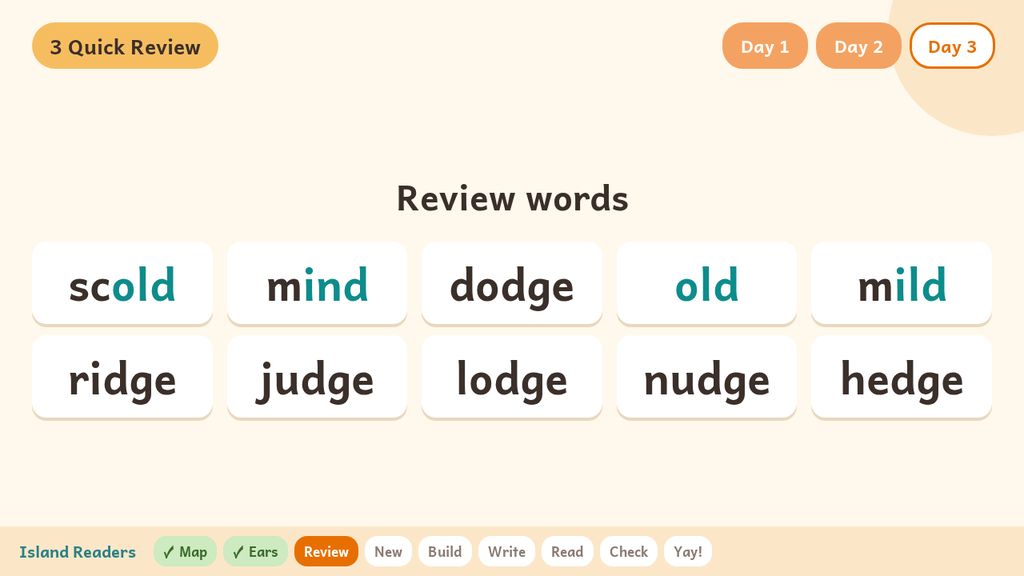 3 Quick Review
Day 1 Day 2 Day 3
Review words
scold mind dodge old mild
ridge judge lodge nudge hedge
Island Readers ✓ Map ✓ Ears Review New Build Write Read Check Yay!